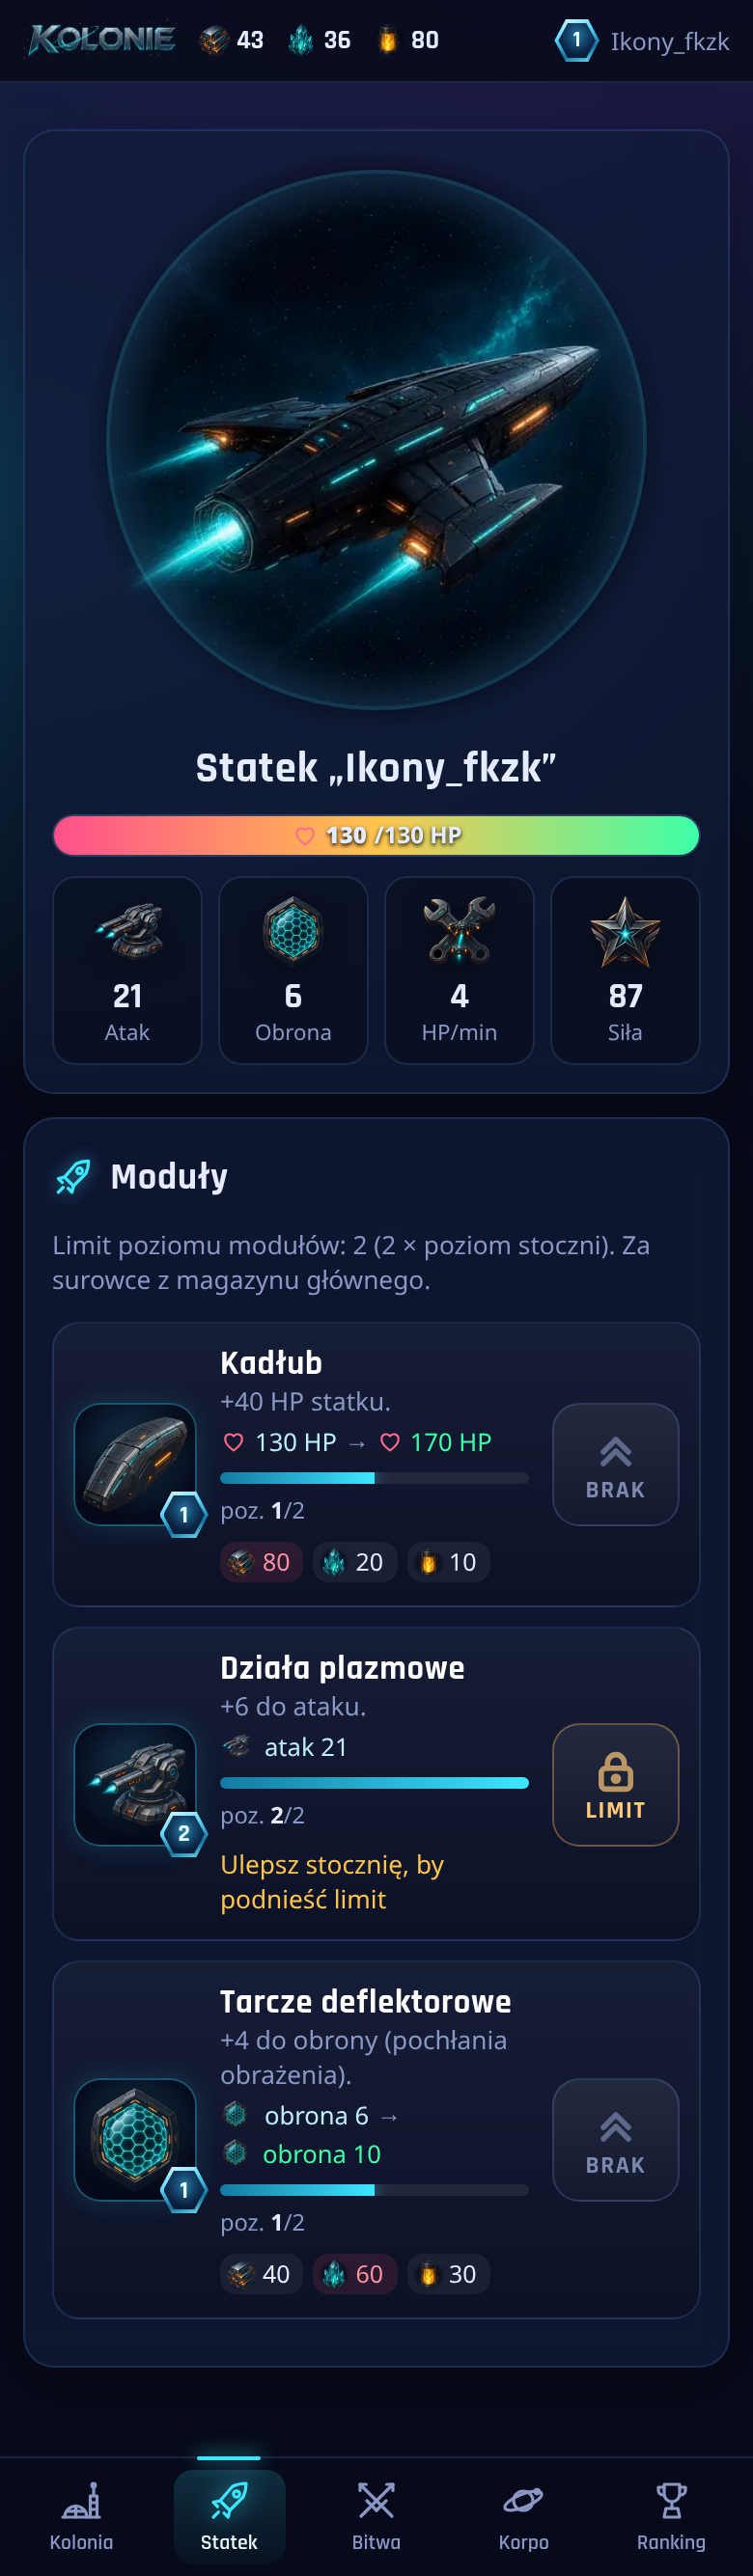 KOLONIE 43 36 80 1 Ikony_fkzk
Statek „Ikony_fkzk”
130 /130 HP
21 6 4 87
Atak Obrona HP/min Siła
Moduły
Limit poziomu modułów: 2 (2 × poziom stoczni). Za
surowce z magazynu głównego.
Kadłub
+40 HP statku.
130 HP → 170 HP
poz. 1/2
1
80 20 10
BRAK
Działa plazmowe
+6 do ataku.
atak 21
poz. 2/2
2
Ulepsz stocznię, by
podnieść limit
LIMIT
Tarcze deflektorowe
+4 do obrony (pochłania
obrażenia).
obrona 6 →
obrona 10
poz. 1/2
1
40 60 30
BRAK
Kolonia Statek Bitwa Korpo Ranking